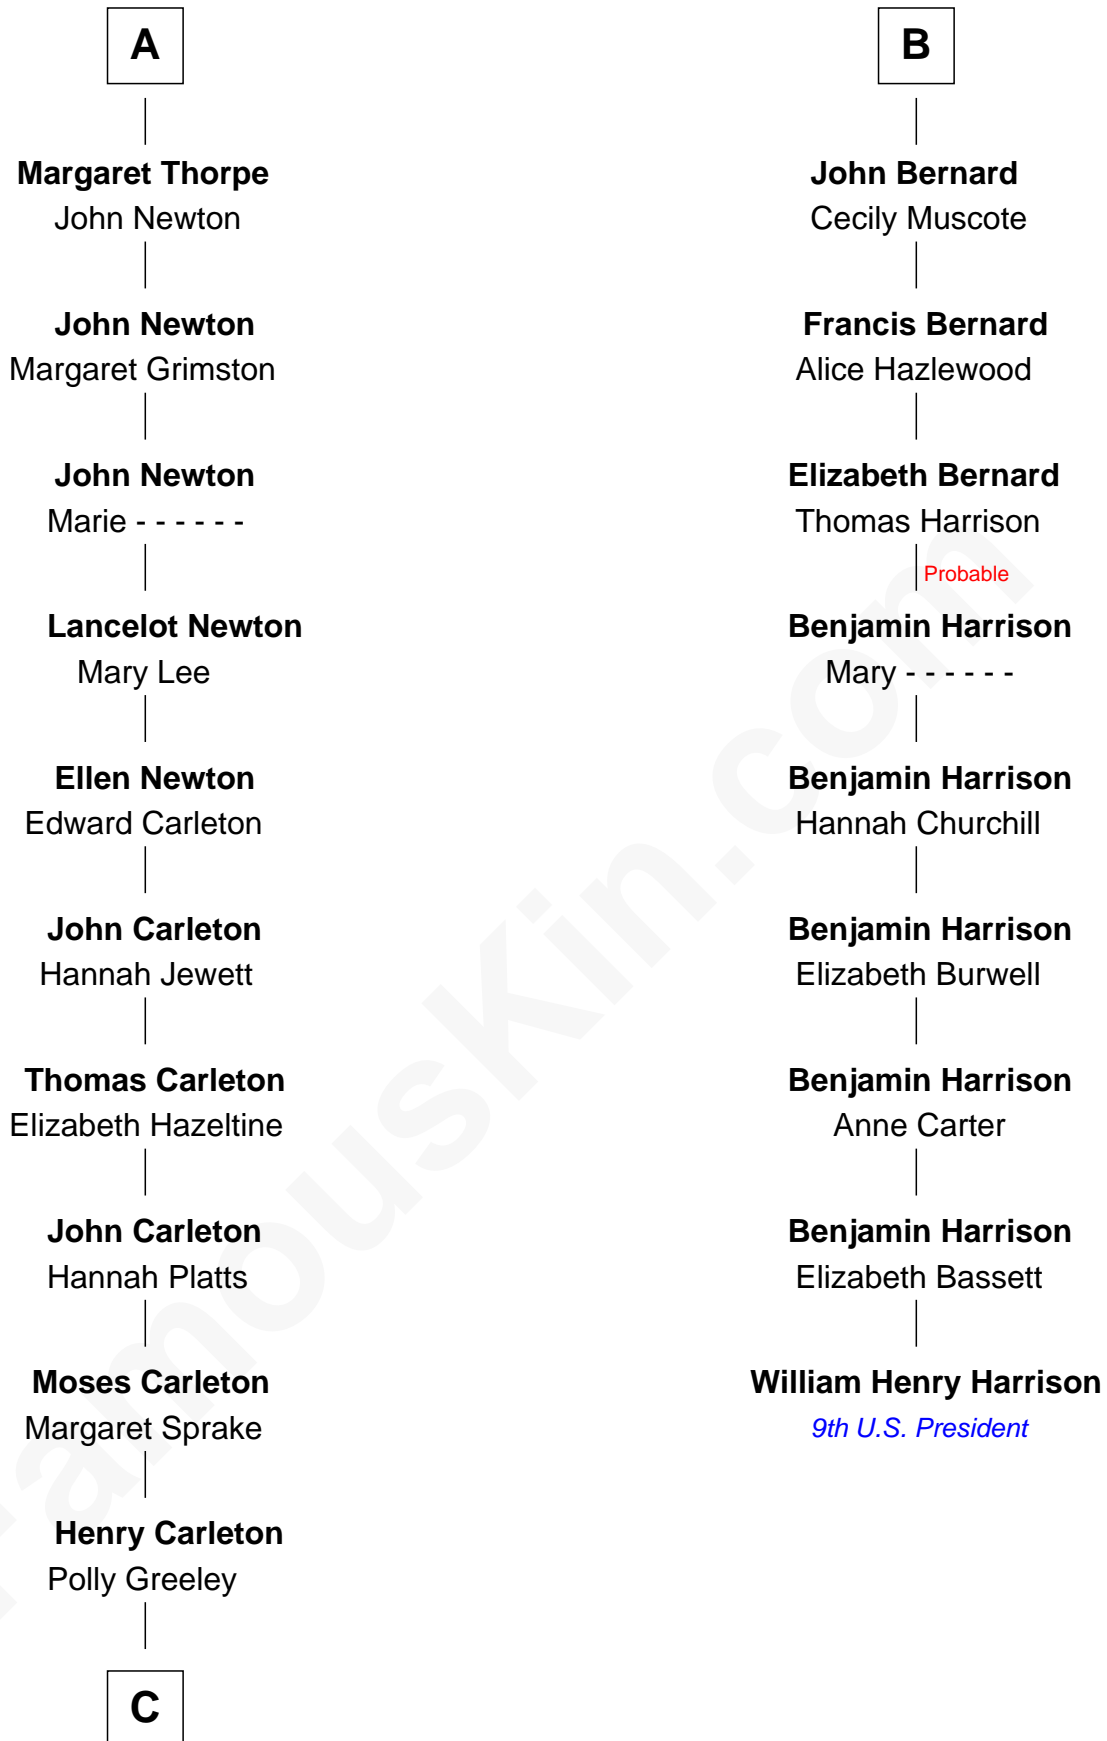 A
Margaret Thorpe
John Newton
John Newton
Margaret Grimston
John Newton
Marie - - - - - -
Lancelot Newton
Mary Lee
Ellen Newton
Edward Carleton
John Carleton
Hannah Jewett
Thomas Carleton
Elizabeth Hazeltine
John Carleton
Hannah Platts
Moses Carleton
Margaret Sprake
Henry Carleton
Polly Greeley
C
B
John Bernard
Cecily Muscote
Francis Bernard
Alice Hazlewood
Elizabeth Bernard
Thomas Harrison
Probable
Benjamin Harrison
Mary - - - - - -
Benjamin Harrison
Hannah Churchill
Benjamin Harrison
Elizabeth Burwell
Benjamin Harrison
Anne Carter
Benjamin Harrison
Elizabeth Bassett
William Henry Harrison
9th U.S. President
FamousKin.com